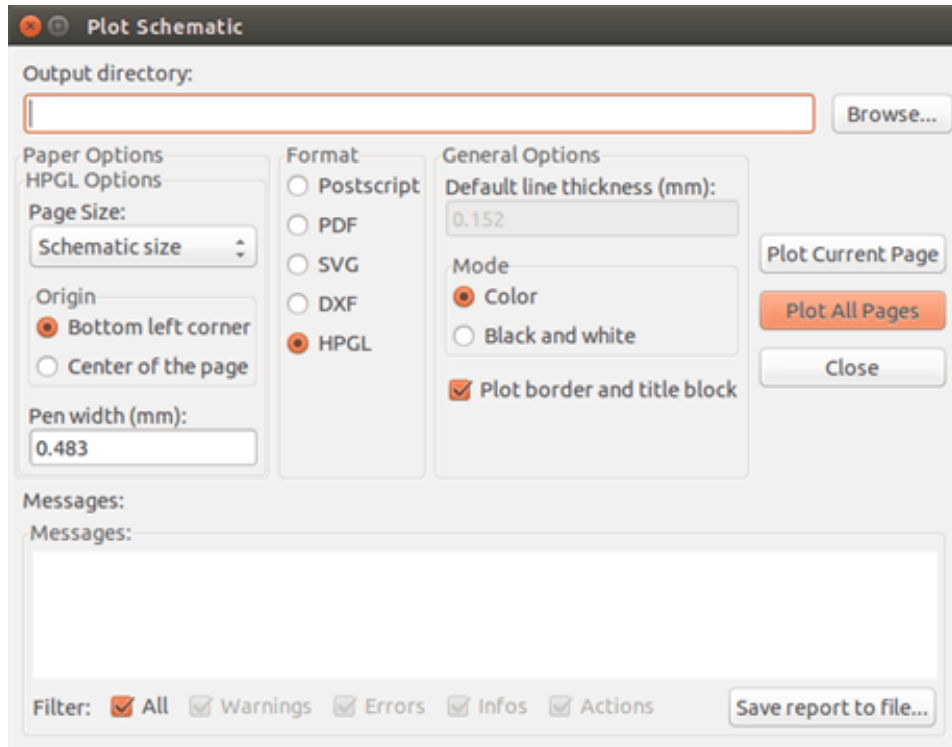 Plot Schematic
Output directory:
Browse...
Paper Options
HPGL Options
Page Size:
Schematic size
Origin
Bottom left corner
Center of the page
Pen width (mm):
0.483
Format
Postscript
PDF
SVG
DXF
HPGL
General Options
Default line thickness (mm):
0.152
Mode
Color
Black and white
Plot border and title block
Plot Current Page
Plot All Pages
Close
Messages:
Messages:
Filter: All Warnings Errors Infos Actions
Save report to file...